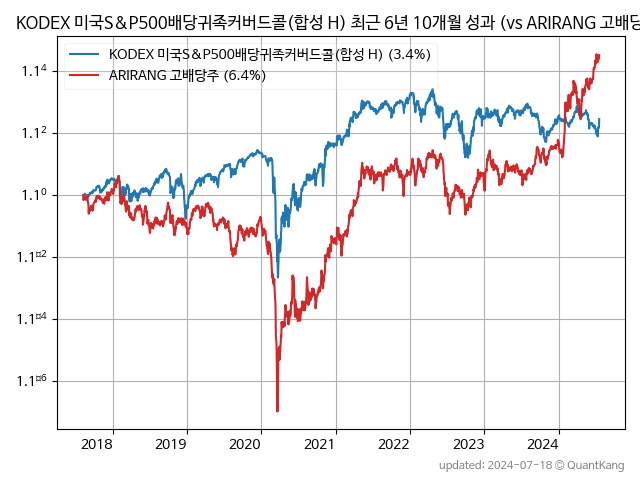 KODEX 미국S&P500배당귀족커버드콜(합성 H) 최근 6년 10개월 성과 (vs ARIRANG 고배당
KODEX 미국S&P500배당귀족커버드콜(합성 H) (3.4%)
ARIRANG 고배당주 (6.4%)
1.1⁴
1.1²
1.1⁰
1.1¤²
1.1¤⁴
1.1¤⁶
2018 2019 2020 2021 2022 2023 2024
updated: 2024-07-18 © QuantKang